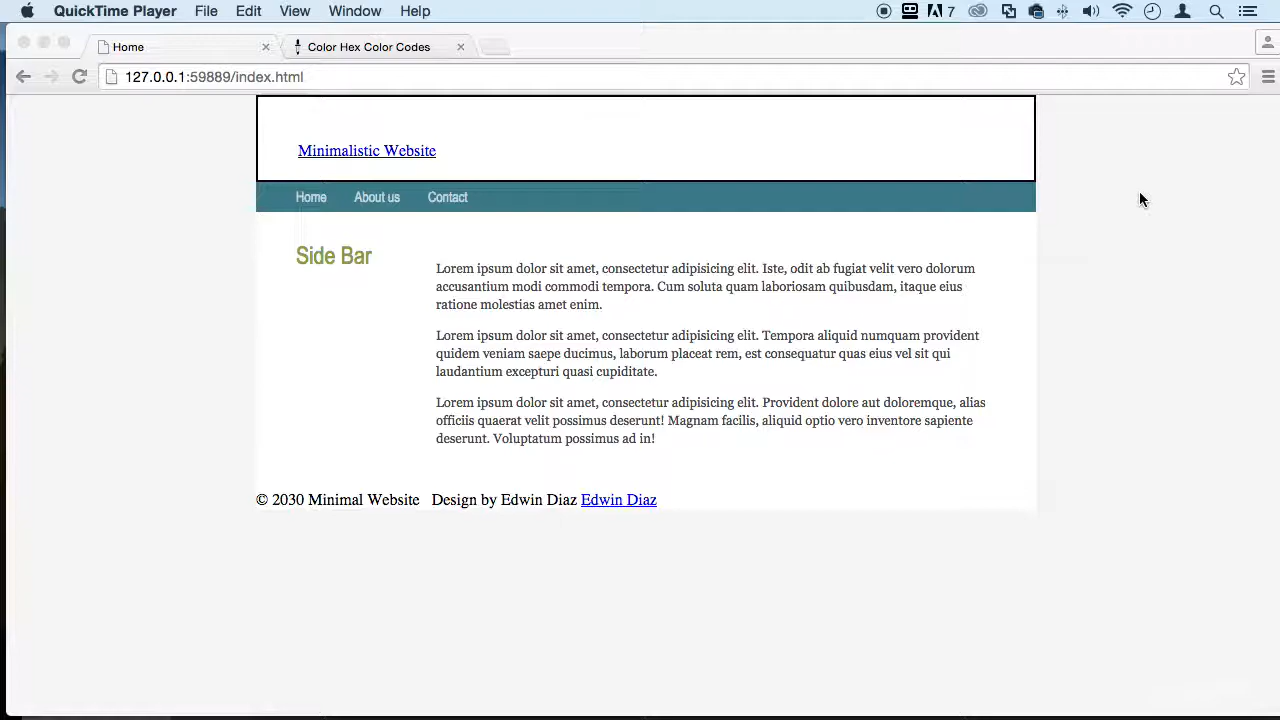 QuickTime Player File Edit View Window Help 7
Home Color Hex Color Codes
127.0.0.1:59889/index.html
Minimalistic Website
Home About us Contact
Side Bar
Lorem ipsum dolor sit amet, consectetur adipisicing elit. Iste, odit ab fugiat velit vero dolorum
accusantium modi commodi tempora. Cum soluta quam laboriosam quibusdam, itaque eius
ratione molestias amet enim.
Lorem ipsum dolor sit amet, consectetur adipisicing elit. Tempora aliquid numquam provident
quidem veniam saepe ducimus, laborum placeat rem, est consequatur quas eius vel sit qui
laudantium excepturi quasi cupiditate.
Lorem ipsum dolor sit amet, consectetur adipisicing elit. Provident dolore aut doloremque, alias
officiis quaerat velit possimus deserunt! Magnam facilis, aliquid optio vero inventore sapiente
deserunt. Voluptatum possimus ad in!
© 2030 Minimal Website Design by Edwin Diaz Edwin Diaz